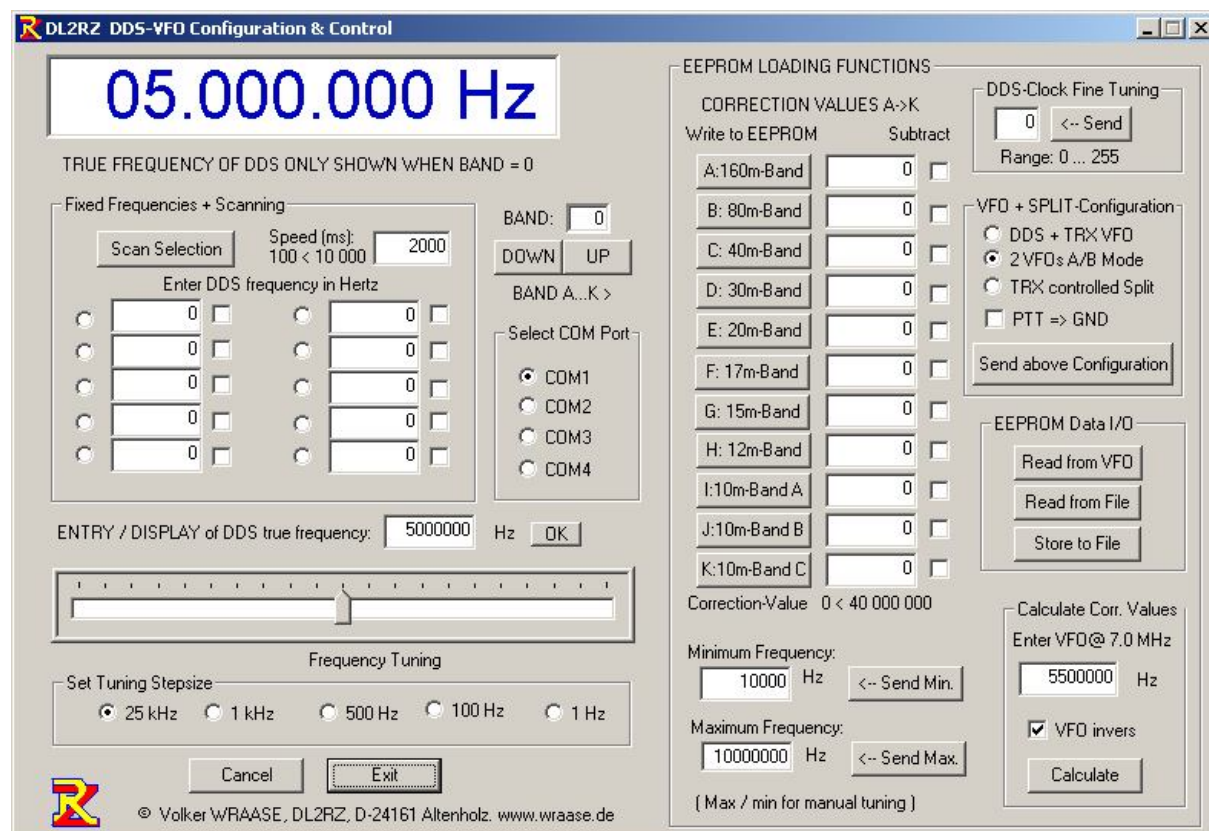 DL2RZ DDS-VFO Configuration & Control
05.000.000 Hz
TRUE FREQUENCY OF DDS ONLY SHOWN WHEN BAND = 0
Fixed Frequencies + Scanning
Scan Selection
Speed (ms):
100 < 10 000
2000
Enter DDS frequency in Hertz
0 0
0 0
0 0
0 0
0 0
BAND: 0
DOWN UP
BAND A...K >
Select COM Port
COM1
COM2
COM3
COM4
ENTRY / DISPLAY of DDS true frequency: 5000000 Hz OK
Frequency Tuning
Set Tuning Stepsize
25 kHz 1 kHz 500 Hz 100 Hz 1 Hz
Cancel Exit
© Volker WRAASE, DL2RZ, D-24161 Altenholz. www.wraase.de
EEPROM LOADING FUNCTIONS
CORRECTION VALUES A->K
Write to EEPROM Subtract
A:160m-Band 0
B: 80m-Band 0
C: 40m-Band 0
D: 30m-Band 0
E: 20m-Band 0
F: 17m-Band 0
G: 15m-Band 0
H: 12m-Band 0
I:10m-Band A 0
J:10m-Band B 0
K:10m-Band C 0
Correction-Value 0 < 40 000 000
Minimum Frequency:
10000 Hz <-- Send Min.
Maximum Frequency:
10000000 Hz <-- Send Max.
( Max / min for manual tuning )
DDS-Clock Fine Tuning
0 <-- Send
Range: 0 ... 255
VFO + SPLIT-Configuration
DDS + TRX VFO
2 VFOs A/B Mode
TRX controlled Split
PTT => GND
Send above Configuration
EEPROM Data I/O
Read from VFO
Read from File
Store to File
Calculate Corr. Values
Enter VFO@ 7.0 MHz
5500000 Hz
VFO invers
Calculate